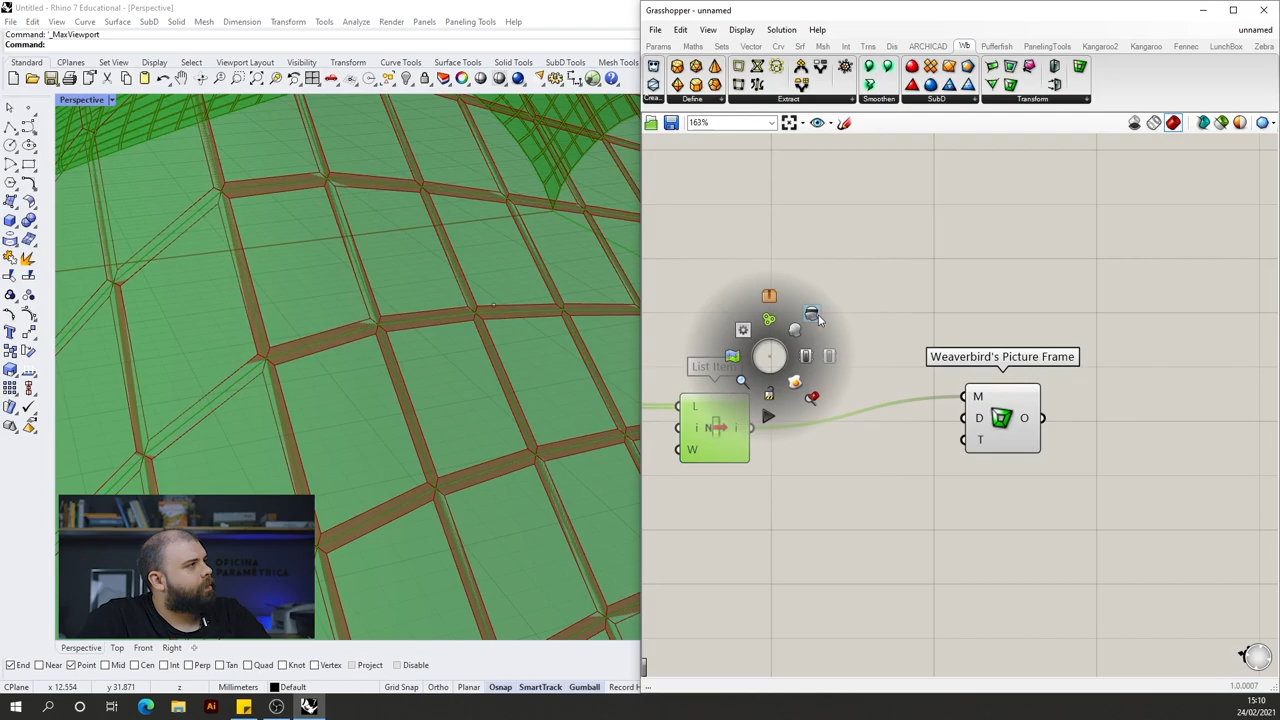 Untitled - Rhino 7 Educational - [Perspective]
File Edit View Curve Surface SubD Solid Mesh Dimension Transform Tools Analyze Render Panels Paneling Tools Help
Command: '_MaxViewport
Command:
Standard CPlanes Set View Display Select Viewport Layout Visibility Transform Curve Tools Surface Tools Solid Tools SubD Tools Mesh Tools
Perspective
OFICINA
PARAMÉTRICA
Perspective Top Front Right
End Near Point Mid Cen Int Perp Tan Quad Knot Vertex Project Disable
CPlane x 12.554 y 31.871 z Millimeters Default Grid Snap Ortho Planar Osnap SmartTrack Gumball Record H
Grasshopper - unnamed
File Edit View Display Solution Help unnamed
Params Maths Sets Vector Crv Srf Msh Int Trns Dis ARCHICAD Wb Pufferfish PanelingTools Kangaroo2 Kangaroo Fennec LunchBox Zebra
Crea... Define Extract Smoothen SubD Transform
163%
List Item
L
i i
W
Weaverbird's Picture Frame
M
D O
T
... 1.0.0007
Ai
15:10
24/02/2021